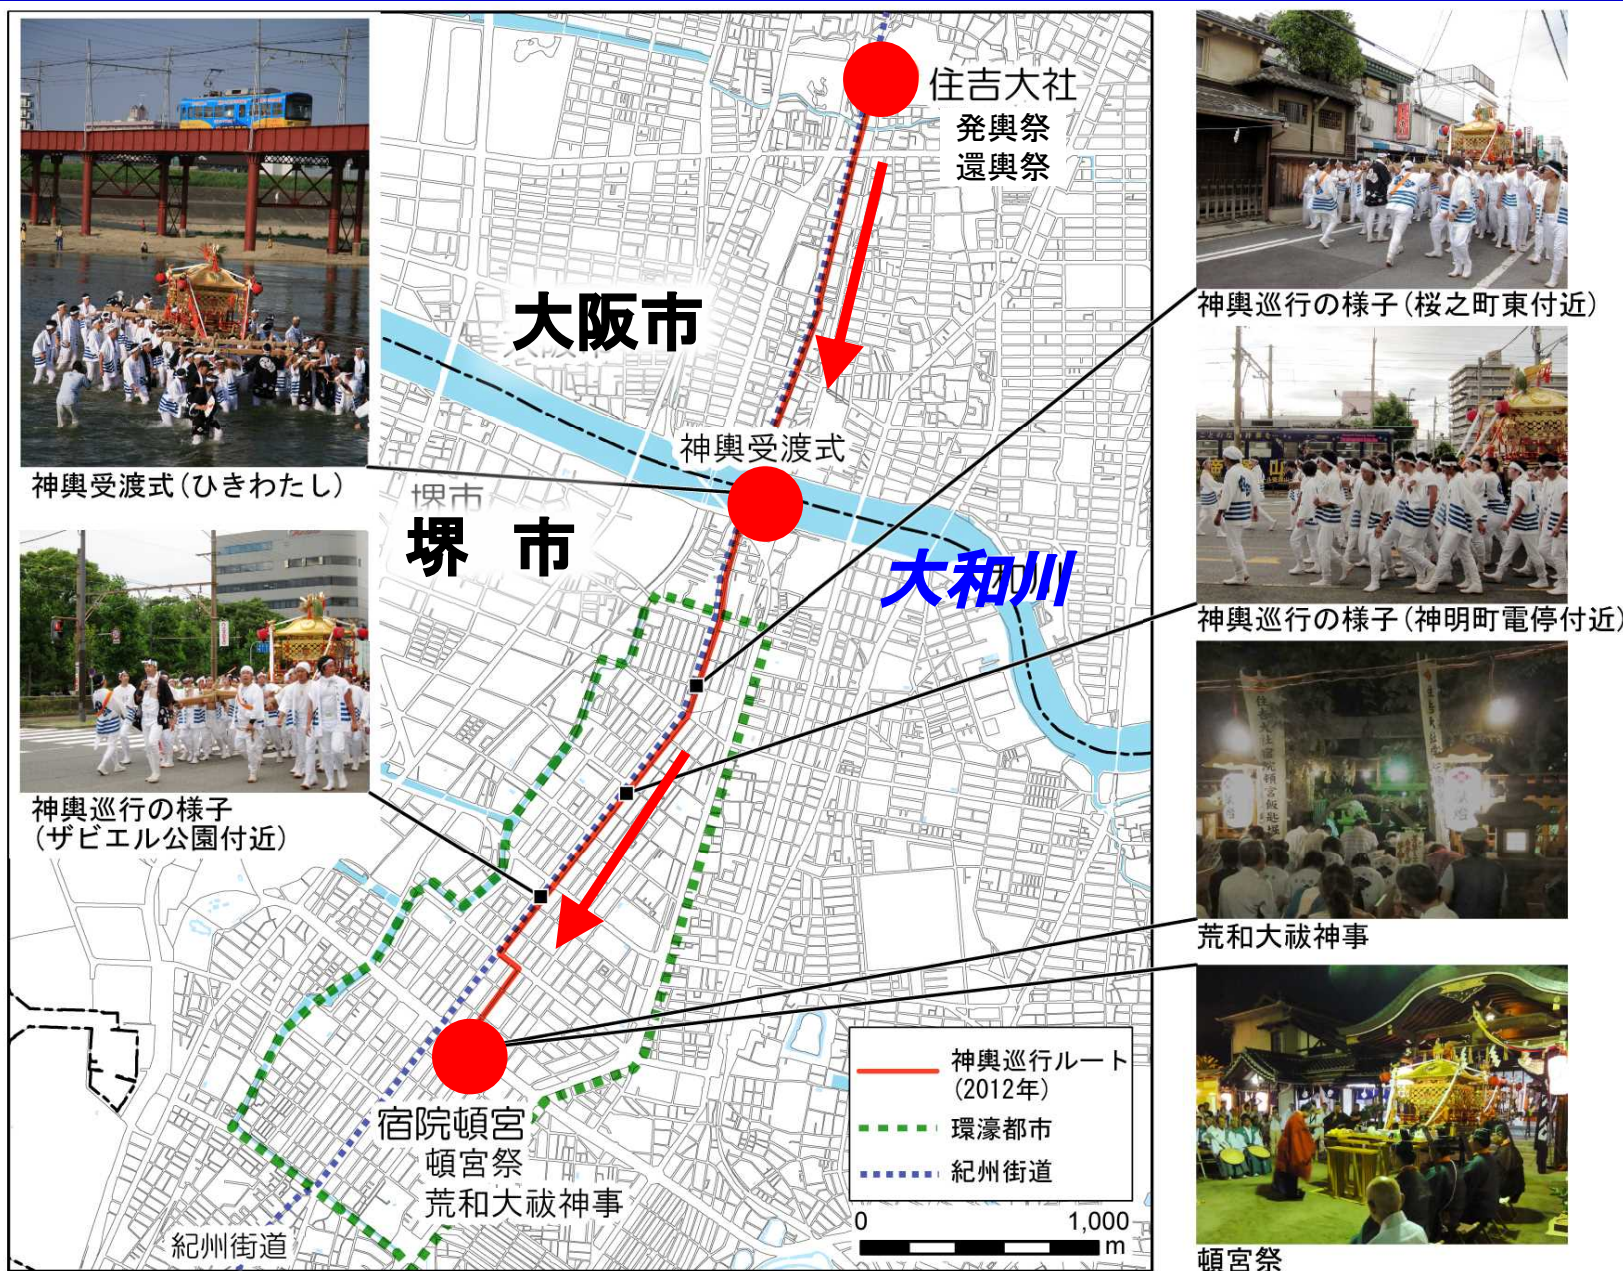 住吉大社
発輿祭
還輿祭
大阪市
神輿受渡式
神輿受渡式(ひきわたし)
堺市
堺 市
大和川
神輿巡行の様子(桜之町東付近)
神輿巡行の様子(神明町電停付近)
神輿巡行の様子
(ザビエル公園付近)
荒和大祓神事
宿院頓宮
頓宮祭
荒和大祓神事
紀州街道
神輿巡行ルート
(2012年)
環濠都市
紀州街道
0 1,000
m
頓宮祭